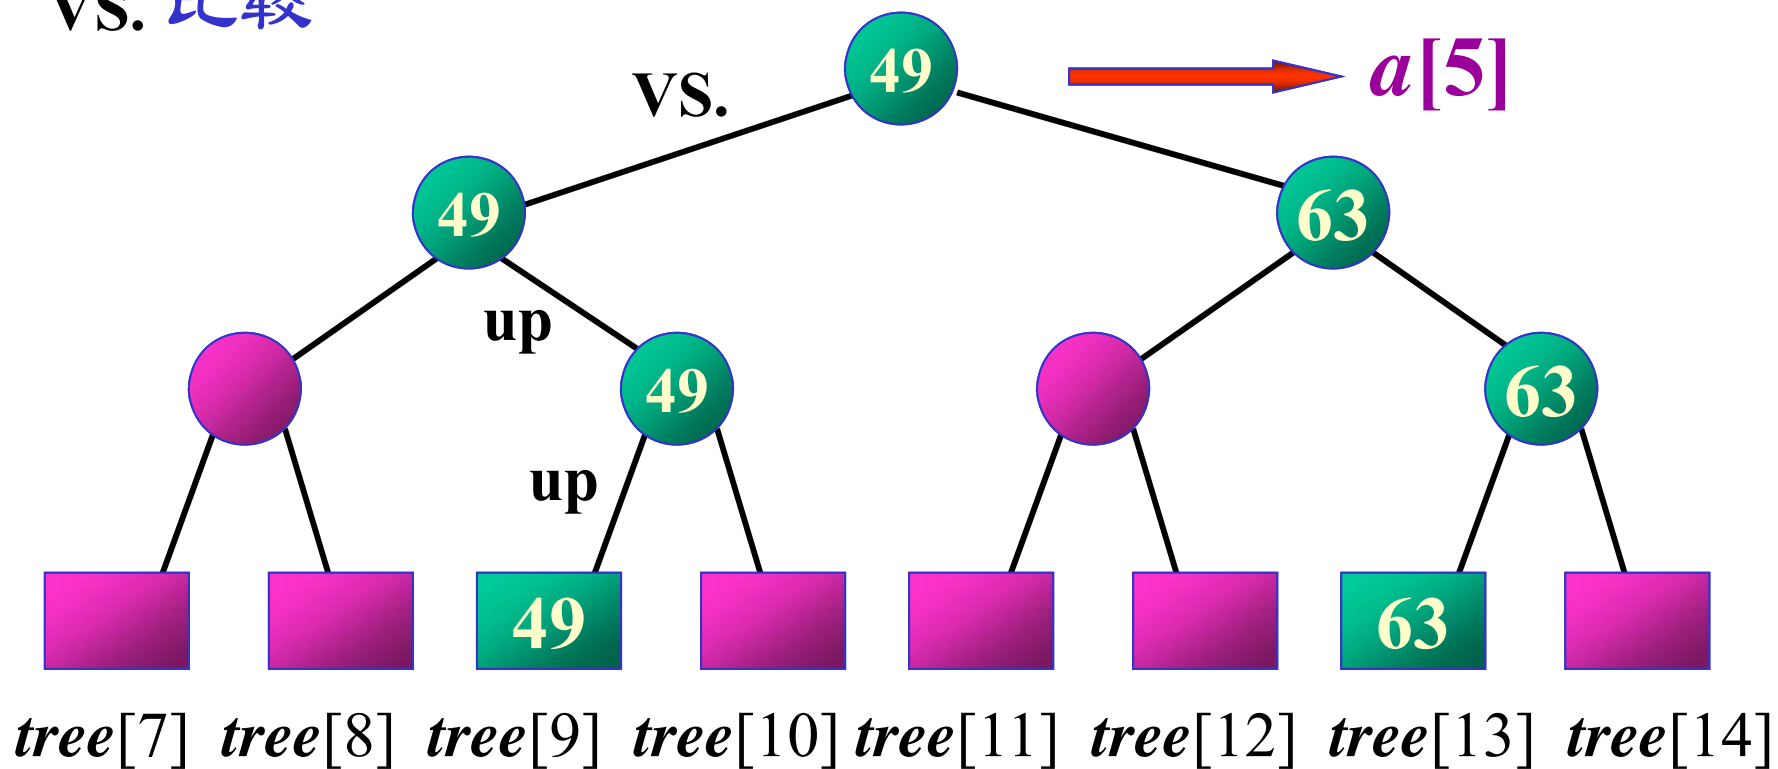 vs. 比较
49
vs.
a[5]
49
63
up
49
63
up
49
63
tree[7] tree[8] tree[9] tree[10] tree[11] tree[12] tree[13] tree[14]